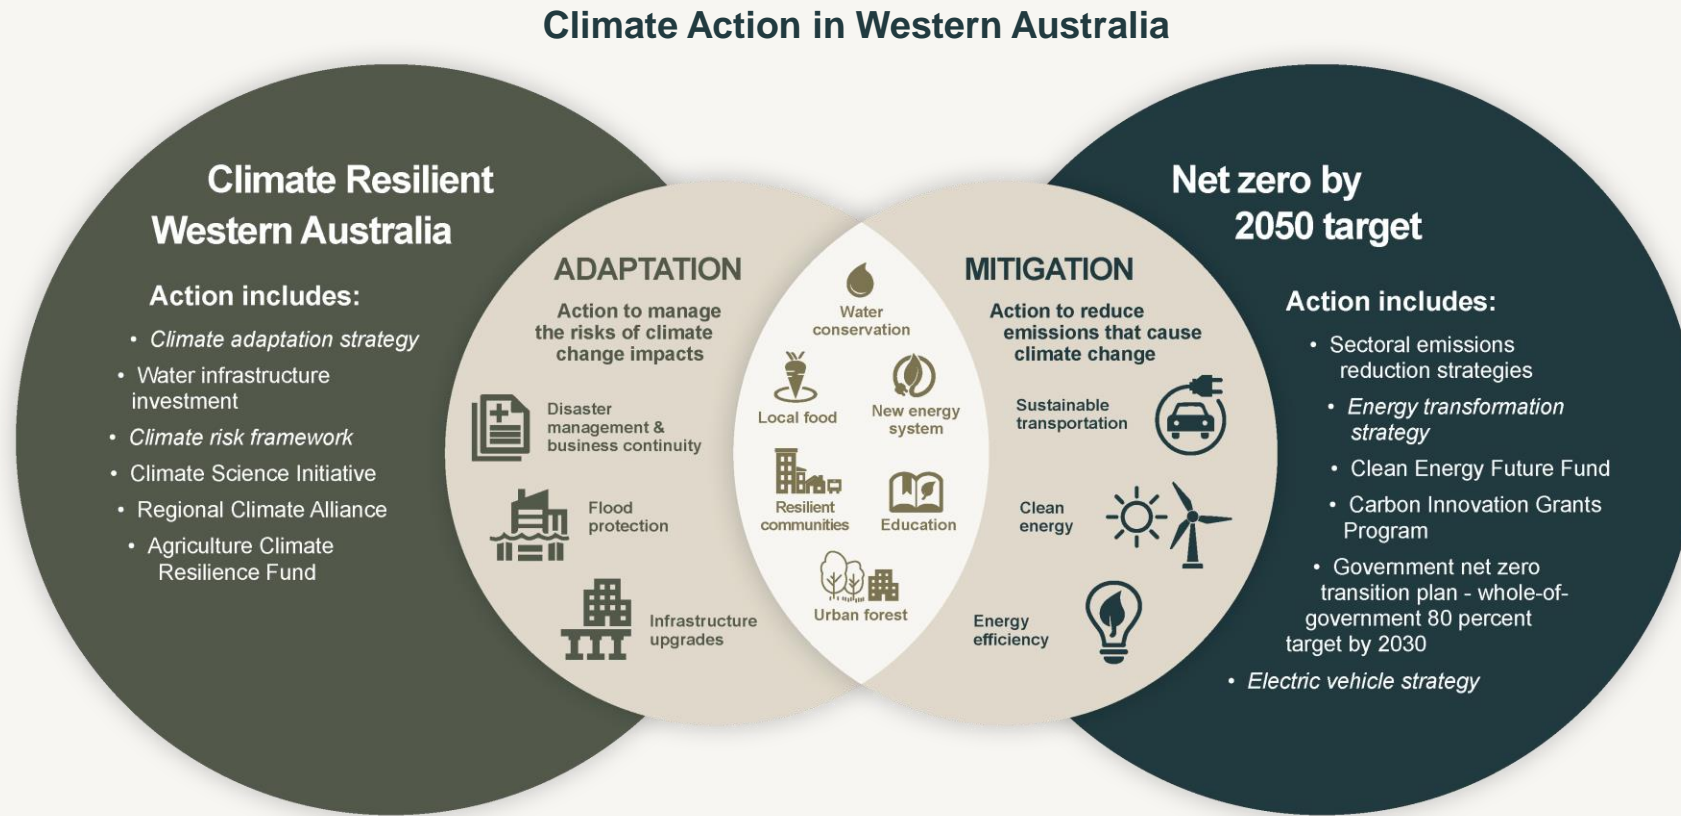 Climate Action in Western Australia
Climate Resilient
Western Australia
Action includes:
• Climate adaptation strategy
• Water infrastructure
investment
• Climate risk framework
• Climate Science Initiative
• Regional Climate Alliance
• Agriculture Climate
Resilience Fund
ADAPTATION
Action to manage
the risks of climate
change impacts
Disaster
management &
business continuity
Flood
protection
Infrastructure
upgrades
Water
conservation
Local food
New energy
system
Resilient
communities
Education
Urban forest
MITIGATION
Action to reduce
emissions that cause
climate change
Sustainable
transportation
Clean
energy
Energy
efficiency
Net zero by
2050 target
Action includes:
• Sectoral emissions
reduction strategies
• Energy transformation
strategy
• Clean Energy Future Fund
• Carbon Innovation Grants
Program
• Government net zero
transition plan - whole-of-
government 80 percent
target by 2030
• Electric vehicle strategy